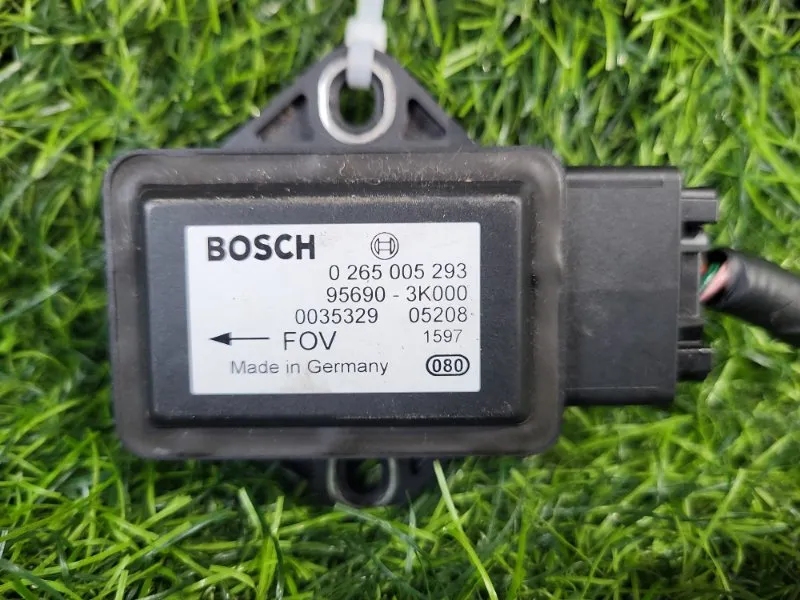 BOSCH
0 265 005 293
95690 - 3K000
0035329 05208
FOV 1597
Made in Germany 080